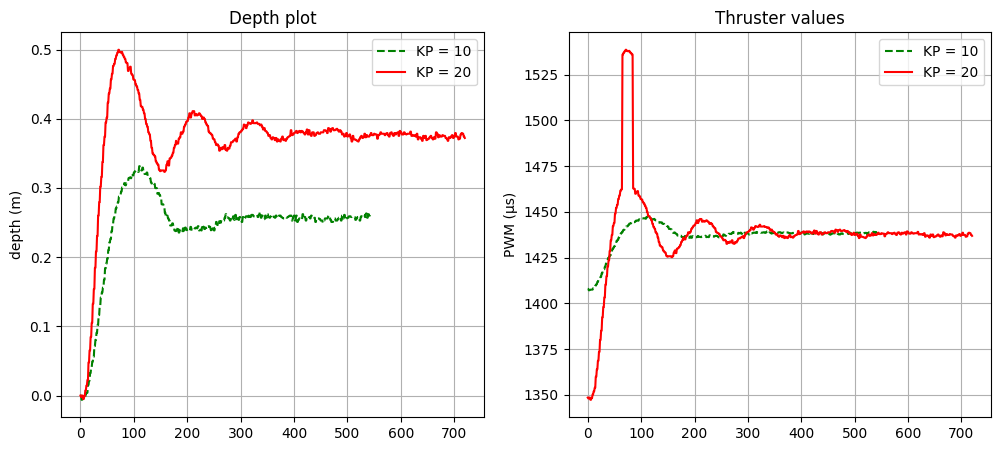 Depth plot
depth (m)
0.5
0.4
0.3
0.2
0.1
0.0
0 100 200 300 400 500 600 700
KP = 10
KP = 20
Thruster values
PWM (µs)
1525
1500
1475
1450
1425
1400
1375
1350
0 100 200 300 400 500 600 700
KP = 10
KP = 20